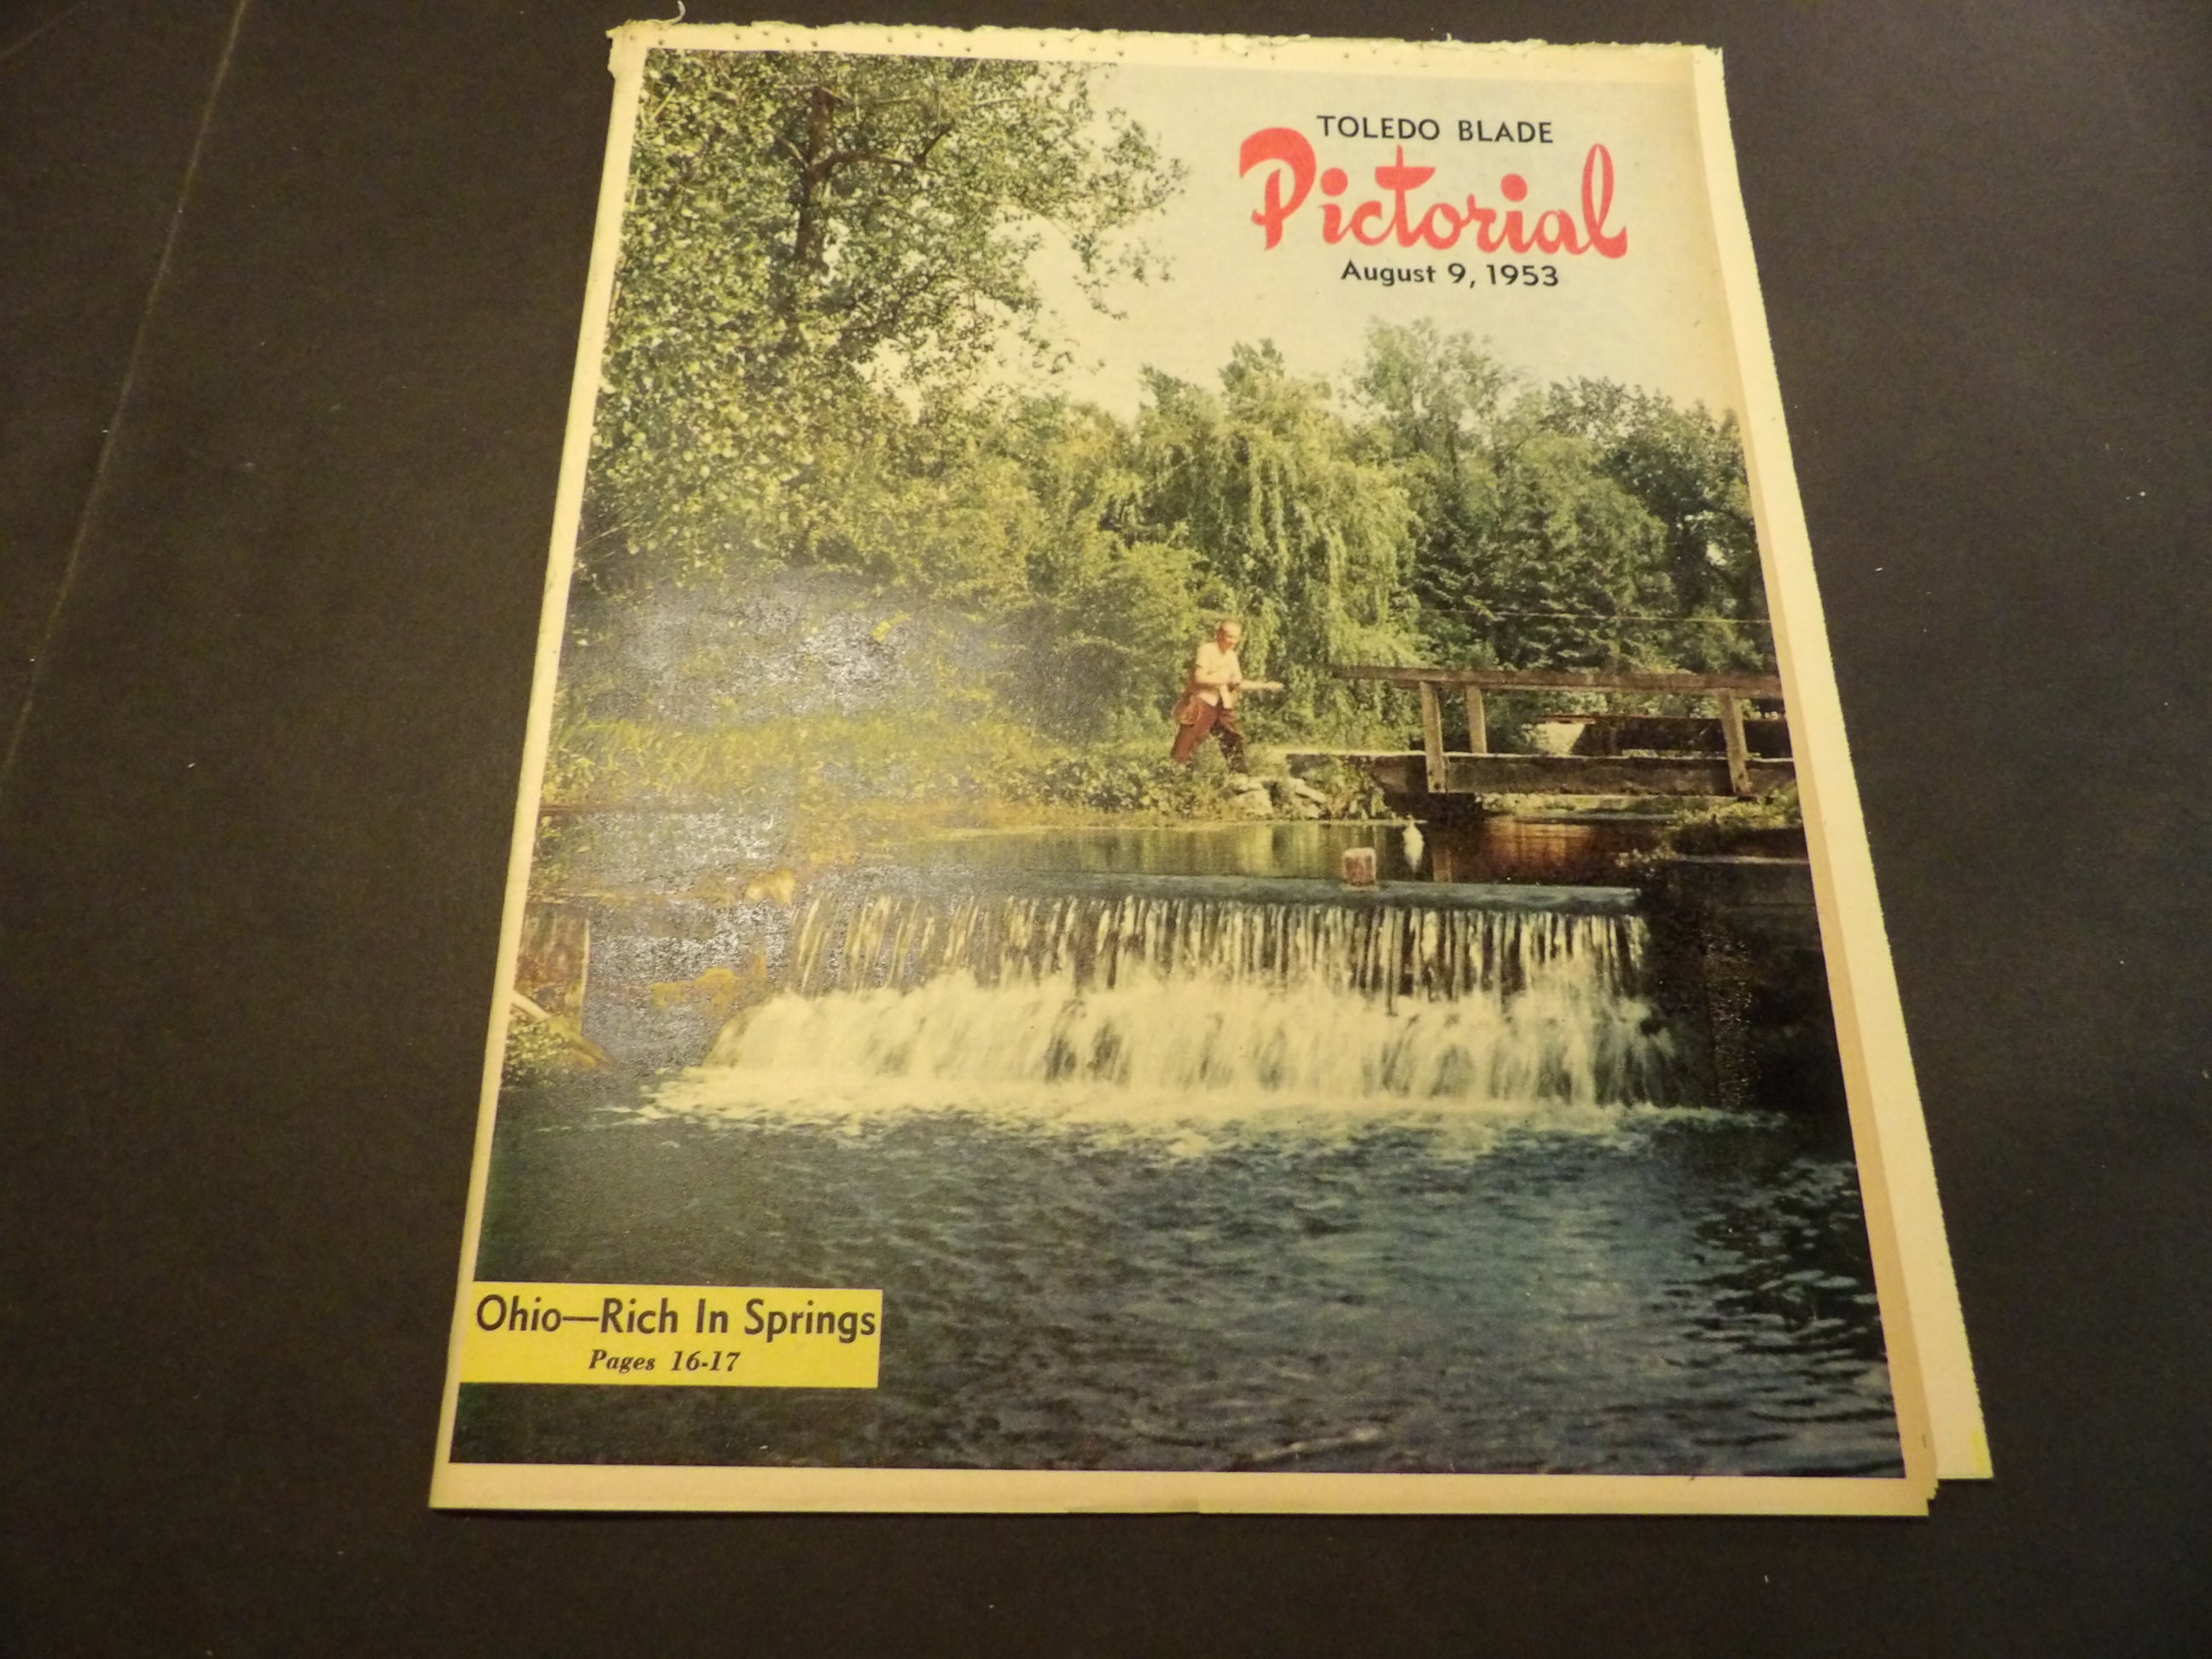 TOLEDO BLADE
Pictorial
August 9, 1953
Ohio—Rich In Springs
Pages 16-17